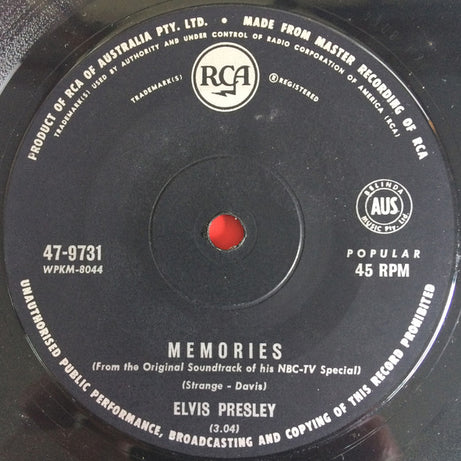 PRODUCT OF RCA OF AUSTRALIA PTY. LTD. • MADE FROM MASTER RECORDING OF RCA
TRADEMARK(S) USED BY AUTHORITY AND UNDER CONTROL OF RADIO CORPORATION OF AMERICA (RCA)
RCA
TRADEMARK(S) ® REGISTERED
BELINDA
AUS.
MUSIC Pty. Ltd.
47-9731
WPKM-8044
POPULAR
45 RPM
MEMORIES
(From the Original Soundtrack of his NBC-TV Special)
(Strange - Davis)
ELVIS PRESLEY
(3.04)
UNAUTHORISED PUBLIC PERFORMANCE, BROADCASTING AND COPYING OF THIS RECORD PROHIBITED